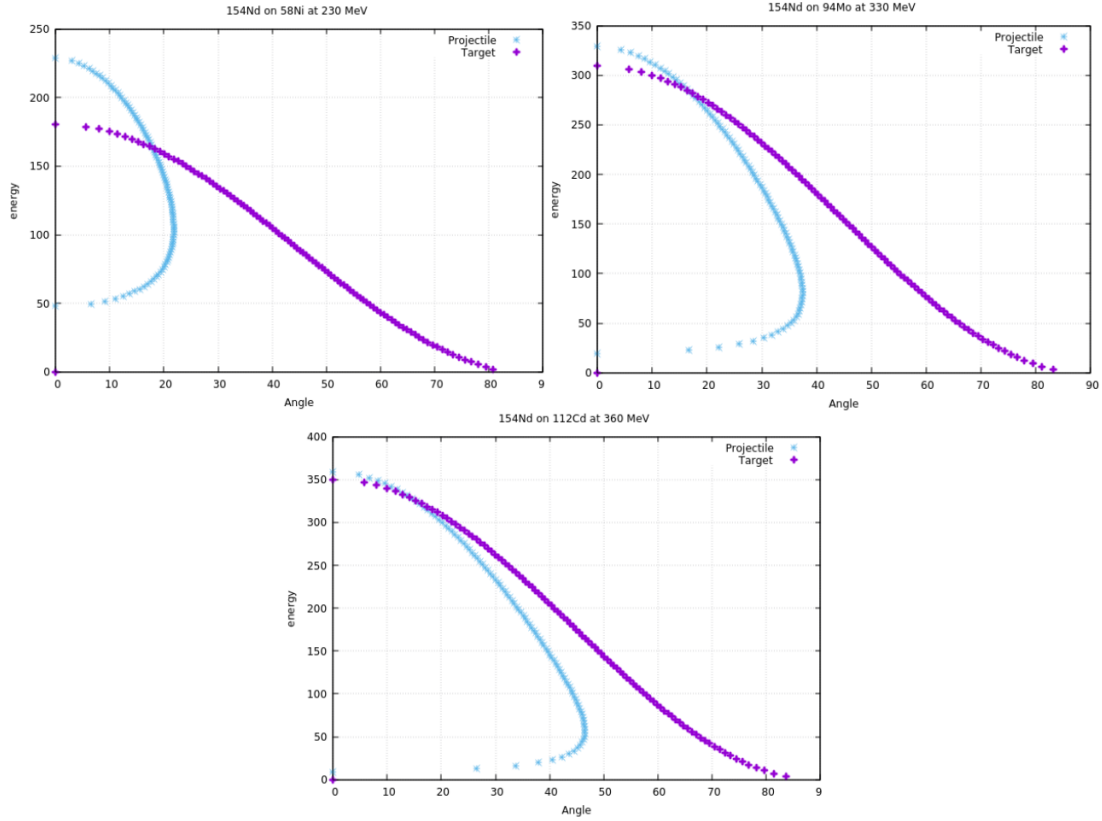 154Nd on 58Ni at 230 MeV
Projectile
Target
250
200
150
100
50
0
energy
0 10 20 30 40 50 60 70 80 9
Angle
154Nd on 94Mo at 330 MeV
Projectile
Target
350
300
250
200
150
100
50
0
energy
0 10 20 30 40 50 60 70 80 90
Angle
154Nd on 112Cd at 360 MeV
Projectile
Target
400
350
300
250
200
150
100
50
0
energy
0 10 20 30 40 50 60 70 80 9
Angle